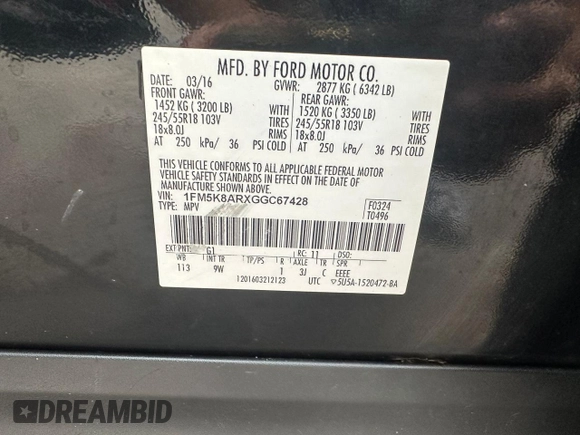 MFD. BY FORD MOTOR CO.
DATE: 03/16 GVWR: 2877 KG ( 6342 LB)
FRONT GAWR: REAR GAWR:
1452 KG ( 3200 LB) 1520 KG ( 3350 LB)
245/55R18 103V TIRES 245/55R18 103V TIRES
18x8.0J RIMS 18x8.0J RIMS
AT 250 kPa/ 36 PSI COLD AT 250 kPa/ 36 PSI COLD
THIS VEHICLE CONFORMS TO ALL APPLICABLE FEDERAL MOTOR
VEHICLE SAFETY STANDARDS IN EFFECT ON THE DATE OF
MANUFACTURE SHOWN ABOVE.
VIN: 1FM5K8ARXGGC67428 F0324
TYPE: MPV T0496
EXT PNT: G1 RC: 11 DSO:
WB INT TR TP/PS R AXLE TR SPR
113 9W 1 3J C EEEE
1201603212123 UTC ▽5U5A-1520472-BA
DREAMBID